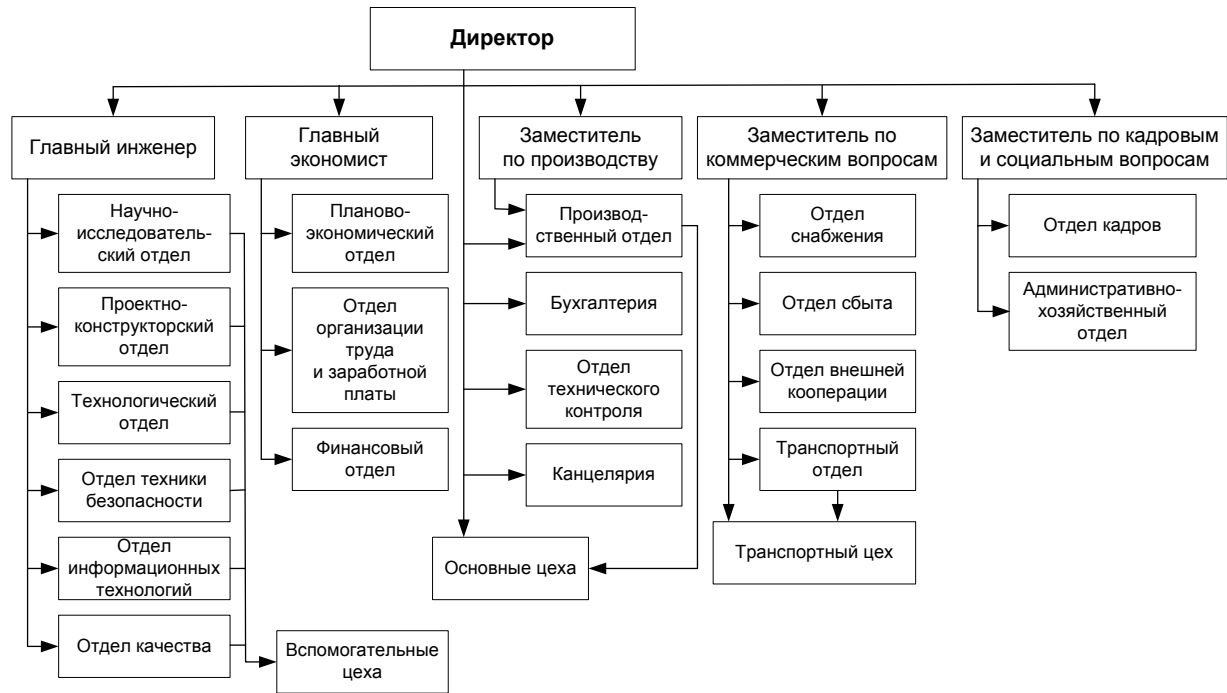 Директор
Главный инженер
Главный
экономист
Заместитель
по производству
Заместитель по
коммерческим вопросам
Заместитель по кадровым
и социальным вопросам
Научно-
исследователь-
ский отдел
Проектно-
конструкторский
отдел
Технологический
отдел
Отдел техники
безопасности
Отдел
информационных
технологий
Отдел качества
Планово-
экономический
отдел
Отдел
организации
труда
и заработной
платы
Финансовый
отдел
Вспомогательные
цеха
Производ-
ственный отдел
Бухгалтерия
Отдел
технического
контроля
Канцелярия
Основные цеха
Отдел
снабжения
Отдел сбыта
Отдел внешней
кооперации
Транспортный
отдел
Транспортный цех
Отдел кадров
Административно-
хозяйственный
отдел